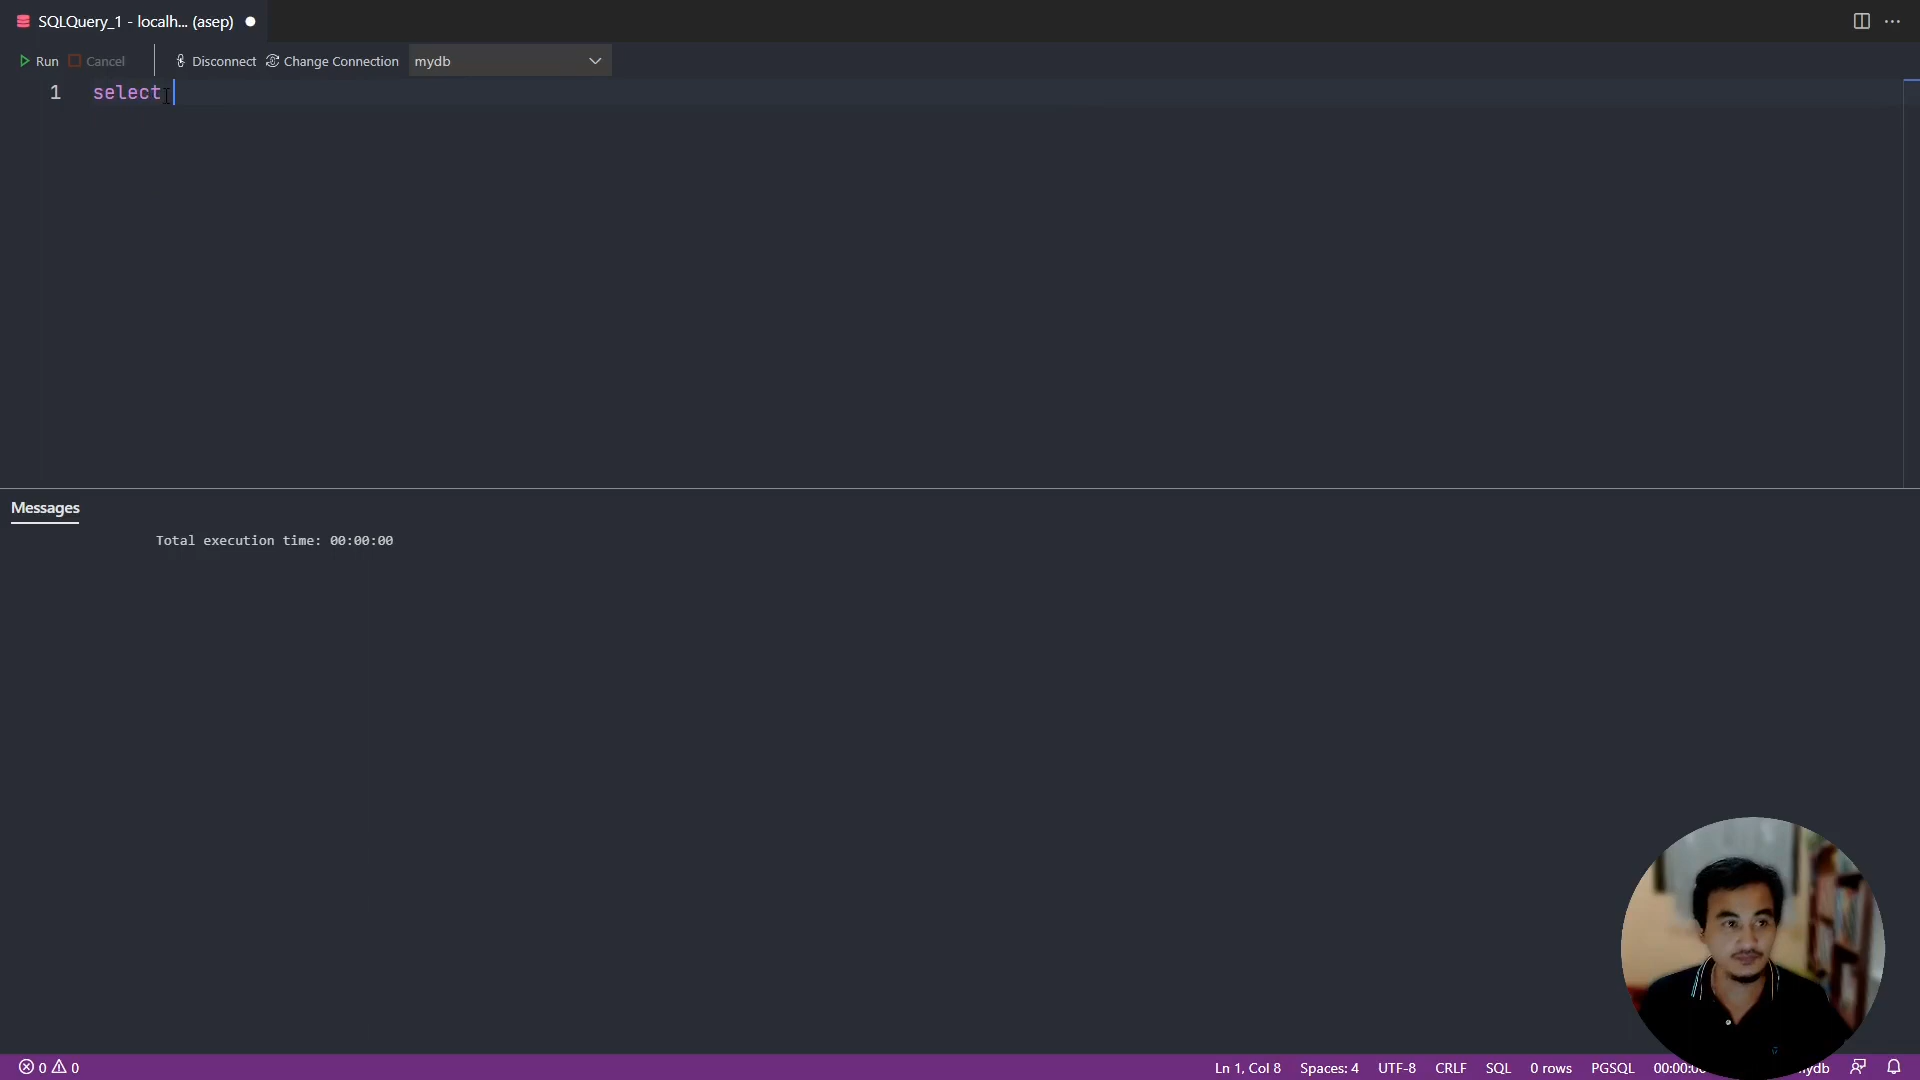 SQLQuery_1 - localh... (asep)
Run Cancel Disconnect Change Connection mydb
1 select
Messages
Total execution time: 00:00:00
0 0 Ln 1, Col 8 Spaces: 4 UTF-8 CRLF SQL 0 rows PGSQL